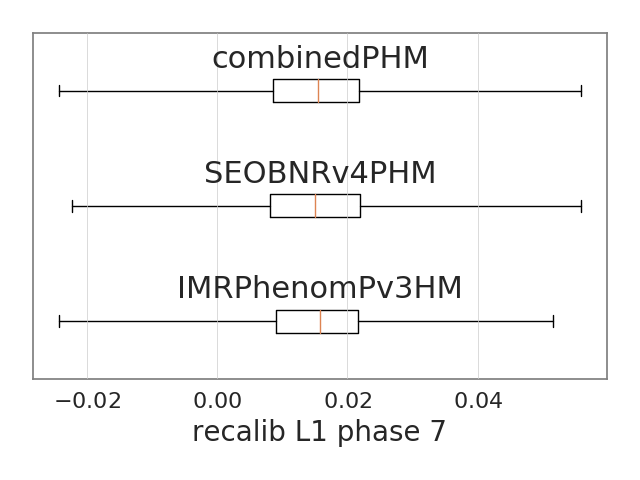 combinedPHM
SEOBNRv4PHM
IMRPhenomPv3HM
−0.02 0.00 0.02 0.04
recalib L1 phase 7